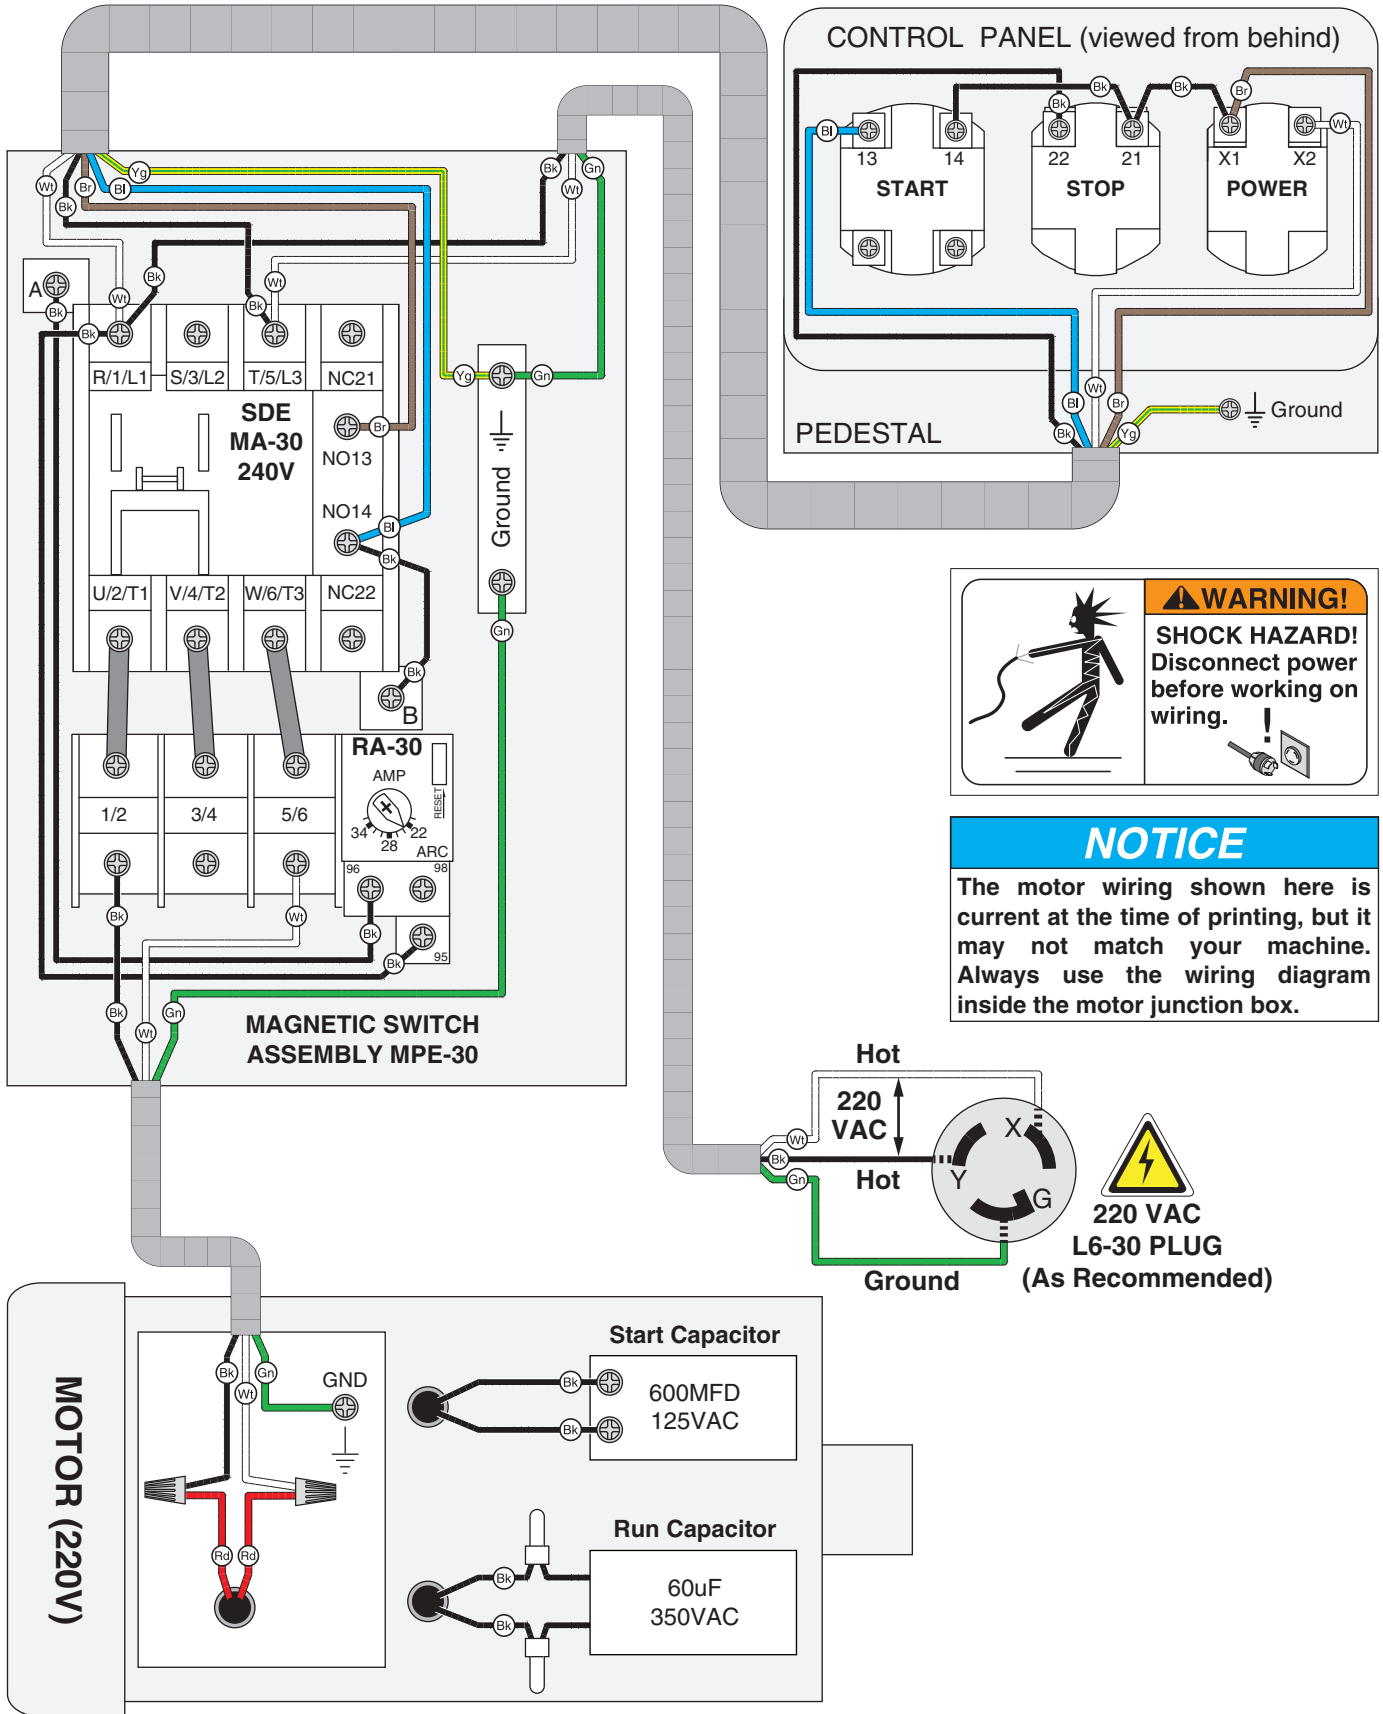 CONTROL PANEL (viewed from behind)
Bk
Bk
Bk
Br
Bl
Wt
13
14
22
21
X1
X2
START
STOP
POWER
Wt
Bl
Br
Bk
Yg
Ground
PEDESTAL
Wt
Bk
Br
Bl
Yg
Bk
Wt
Gn
A
Bk
Wt
Bk
Wt
Bk
Bk
R/1/L1
S/3/L2
T/5/L3
NC21
Yg
Gn
SDE
MA-30
240V
Br
NO13
NO14
Bl
Bk
Ground
U/2/T1
V/4/T2
W/6/T3
NC22
Gn
Bk
B
RA-30
AMP
RESET
34
28
22
ARC
1/2
3/4
5/6
96
98
95
Bk
Wt
Bk
Bk
Bk
Wt
Gn
MAGNETIC SWITCH
ASSEMBLY MPE-30
WARNING!
SHOCK HAZARD!
Disconnect power
before working on
wiring.
!
NOTICE
The motor wiring shown here is
current at the time of printing, but it
may not match your machine.
Always use the wiring diagram
inside the motor junction box.
Hot
220
VAC
Wt
Bk
Gn
Hot
Ground
X
Y
G
220 VAC
L6-30 PLUG
(As Recommended)
MOTOR (220V)
Bk
Wt
Gn
GND
Rd
Rd
Start Capacitor
Bk
Bk
600MFD
125VAC
Run Capacitor
Bk
Bk
60uF
350VAC